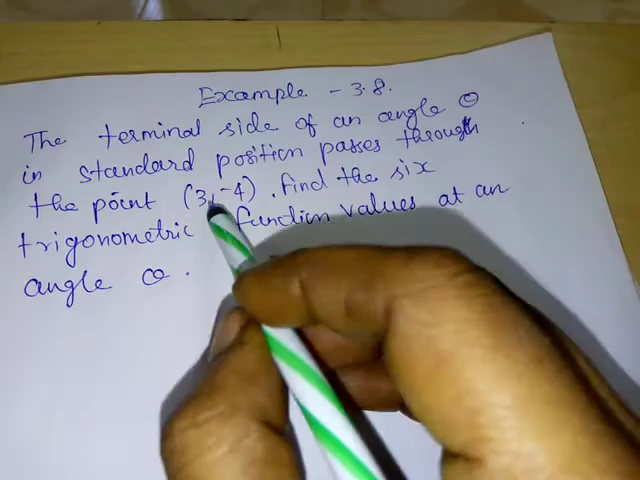 Example - 3.8.
The terminal side of an angle θ
in standard position passes through
the point (3, -4). find the six
trigonometric function values at an
angle θ.